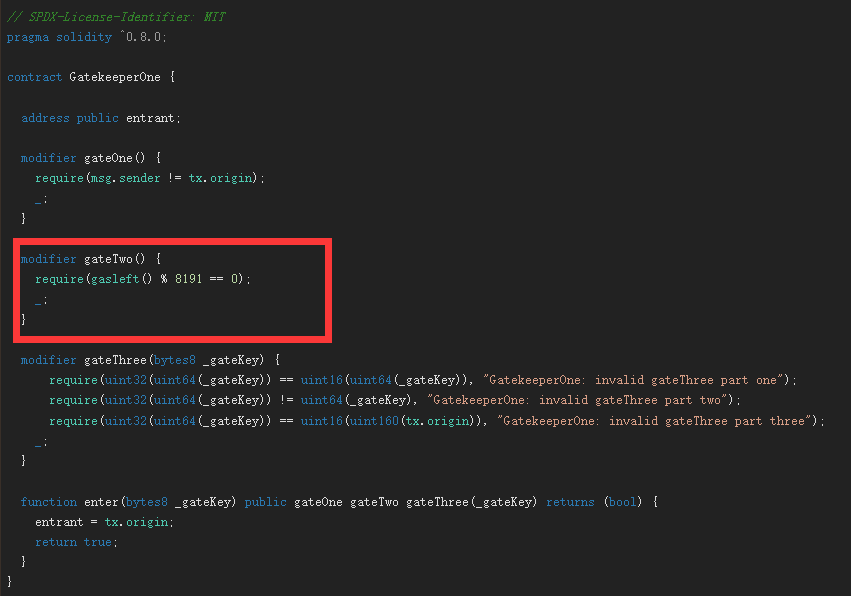 // SPDX-License-Identifier: MIT
pragma solidity ^0.8.0;
contract GatekeeperOne {
address public entrant;
modifier gateOne() {
require(msg.sender != tx.origin);
_;
}
modifier gateTwo() {
require(gasleft() % 8191 == 0);
_;
}
modifier gateThree(bytes8 _gateKey) {
require(uint32(uint64(_gateKey)) == uint16(uint64(_gateKey)), "GatekeeperOne: invalid gateThree part one");
require(uint32(uint64(_gateKey)) != uint64(_gateKey), "GatekeeperOne: invalid gateThree part two");
require(uint32(uint64(_gateKey)) == uint16(uint160(tx.origin)), "GatekeeperOne: invalid gateThree part three");
_;
}
function enter(bytes8 _gateKey) public gateOne gateTwo gateThree(_gateKey) returns (bool) {
entrant = tx.origin;
return true;
}
}